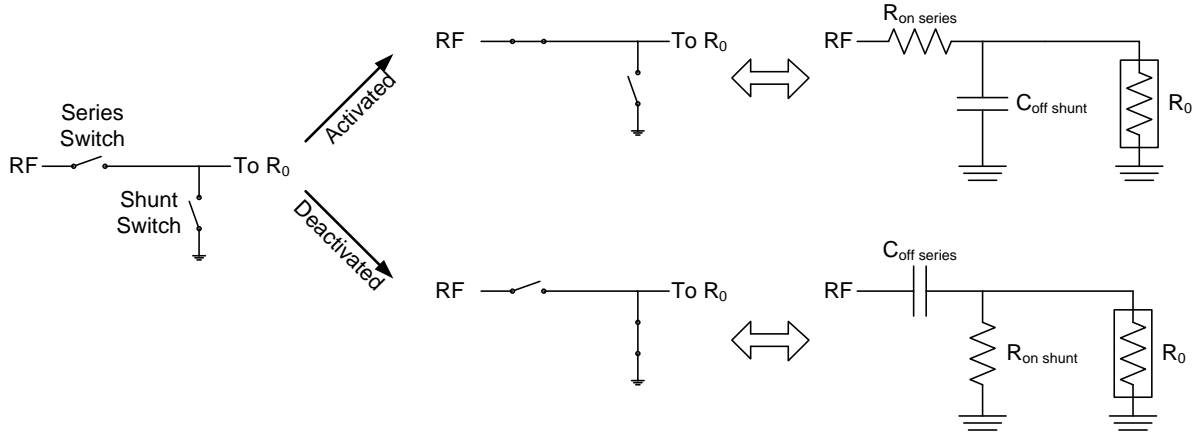 Series
Switch
RF
To R0
Shunt
Switch
Activated
Deactivated
RF
To R0
Ron series
RF
Coff shunt
R0
RF
To R0
Coff series
RF
Ron shunt
R0